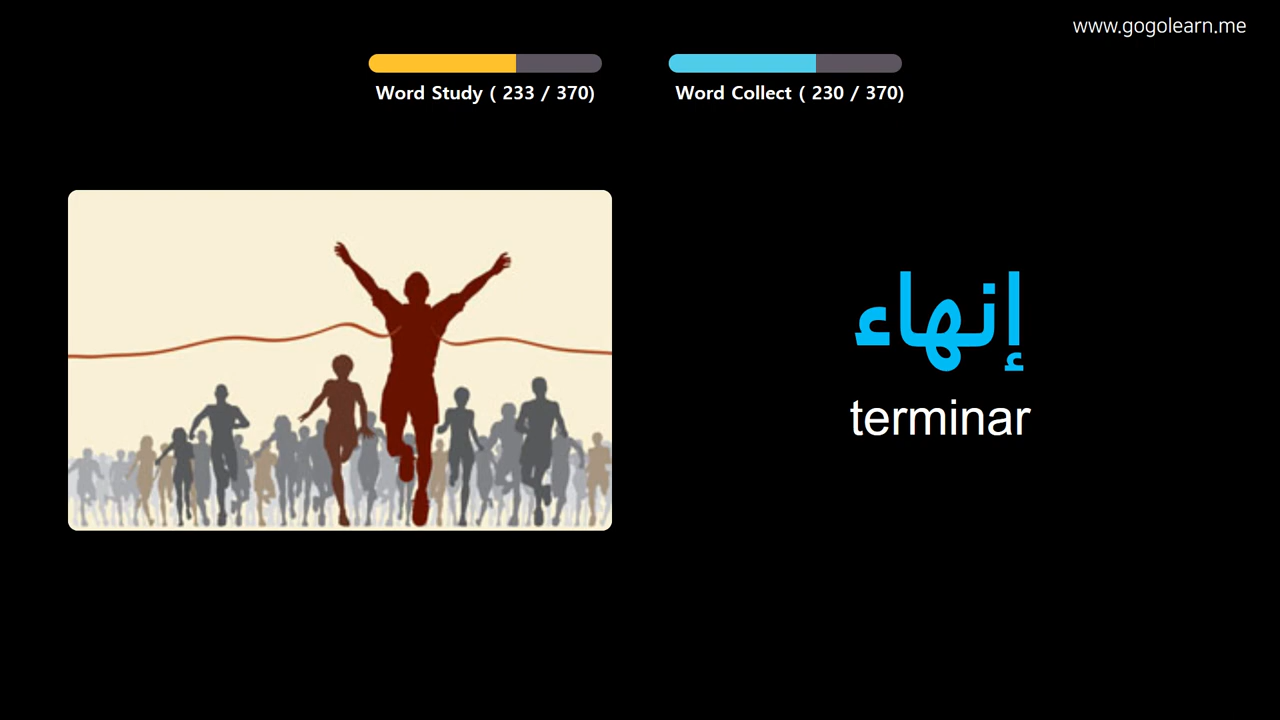 www.gogolearn.me
Word Study ( 233 / 370)
Word Collect ( 230 / 370)
إنهاء
terminar